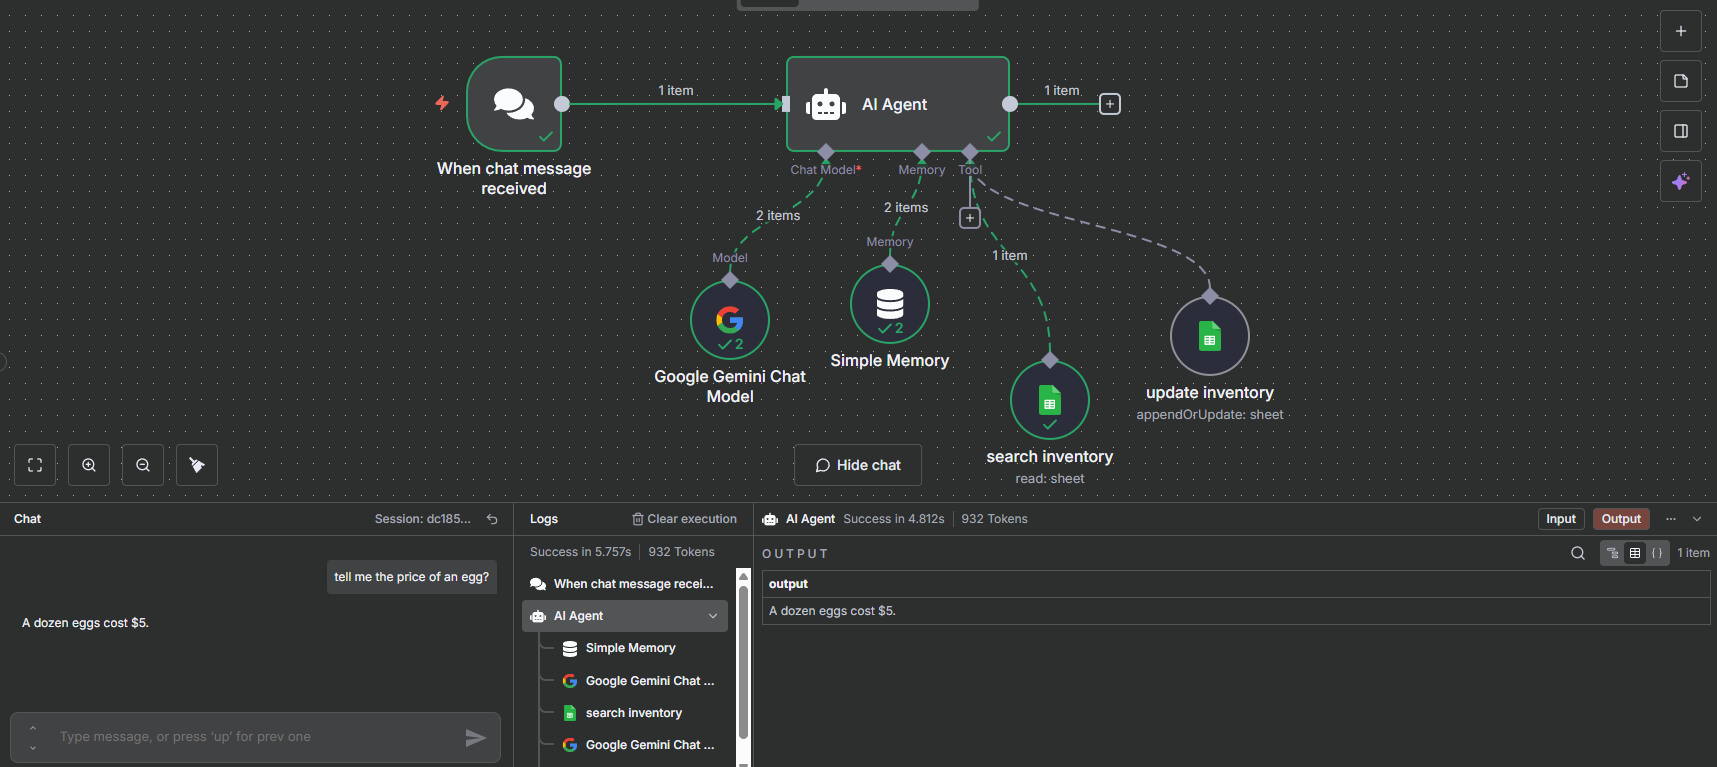 1 item
AI Agent
1 item
When chat message
received
Chat Model*
Memory
Tool
2 items
2 items
1 item
Model
Memory
2
2
Google Gemini Chat
Model
Simple Memory
search inventory
read: sheet
update inventory
appendOrUpdate: sheet
Hide chat
Chat
Session: dc185...
tell me the price of an egg?
A dozen eggs cost $5.
Type message, or press 'up' for prev one
Logs
Clear execution
Success in 5.757s | 932 Tokens
When chat message recei...
AI Agent
Simple Memory
Google Gemini Chat ...
search inventory
Google Gemini Chat ...
AI Agent Success in 4.812s | 932 Tokens
Input
Output
OUTPUT
1 item
output
A dozen eggs cost $5.